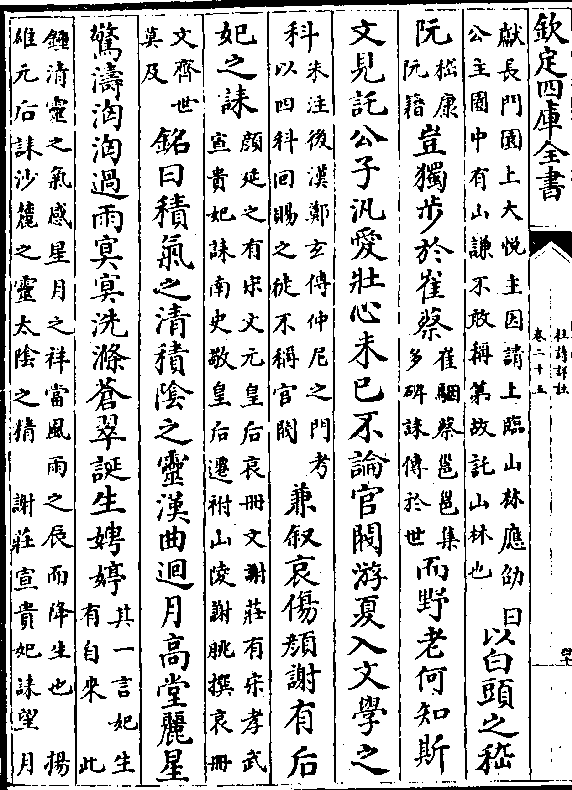 欽定四庫全書
杜詩詳註
卷二十五
獻長門園上大悅主因請上臨山林應劭曰
公主園中有山謙不敢稱第故託山林也
以白頭之嵇
阮
嵇康
阮籍
豈獨步於崔蔡
崔駰蔡邕邕集
多碑誄傳於世
而野老何知斯
文見託公子汎愛壯心未已不論官閥游夏入文學之
科
朱注後漢鄭玄傳仲尼之門考
以四科回賜之徒不稱官閥
兼叙哀傷顔謝有后
妃之誄
顔延之有宋文元皇后哀冊文謝莊有宋孝武
宣貴妃誄南史敬皇后遷祔山陵謝朓撰哀冊
文齊世
莫及
銘曰積氣之清積陰之靈漢曲迴月高堂麗星
驚濤洶洶過雨冥冥洗滌蒼翠誕生娉婷
其一言妃生
有自來此
鍾清靈之氣感星月之祥當風雨之辰而降生也揚
雄元后誄沙麓之靈太陰之精謝莊宣貴妃誄望月